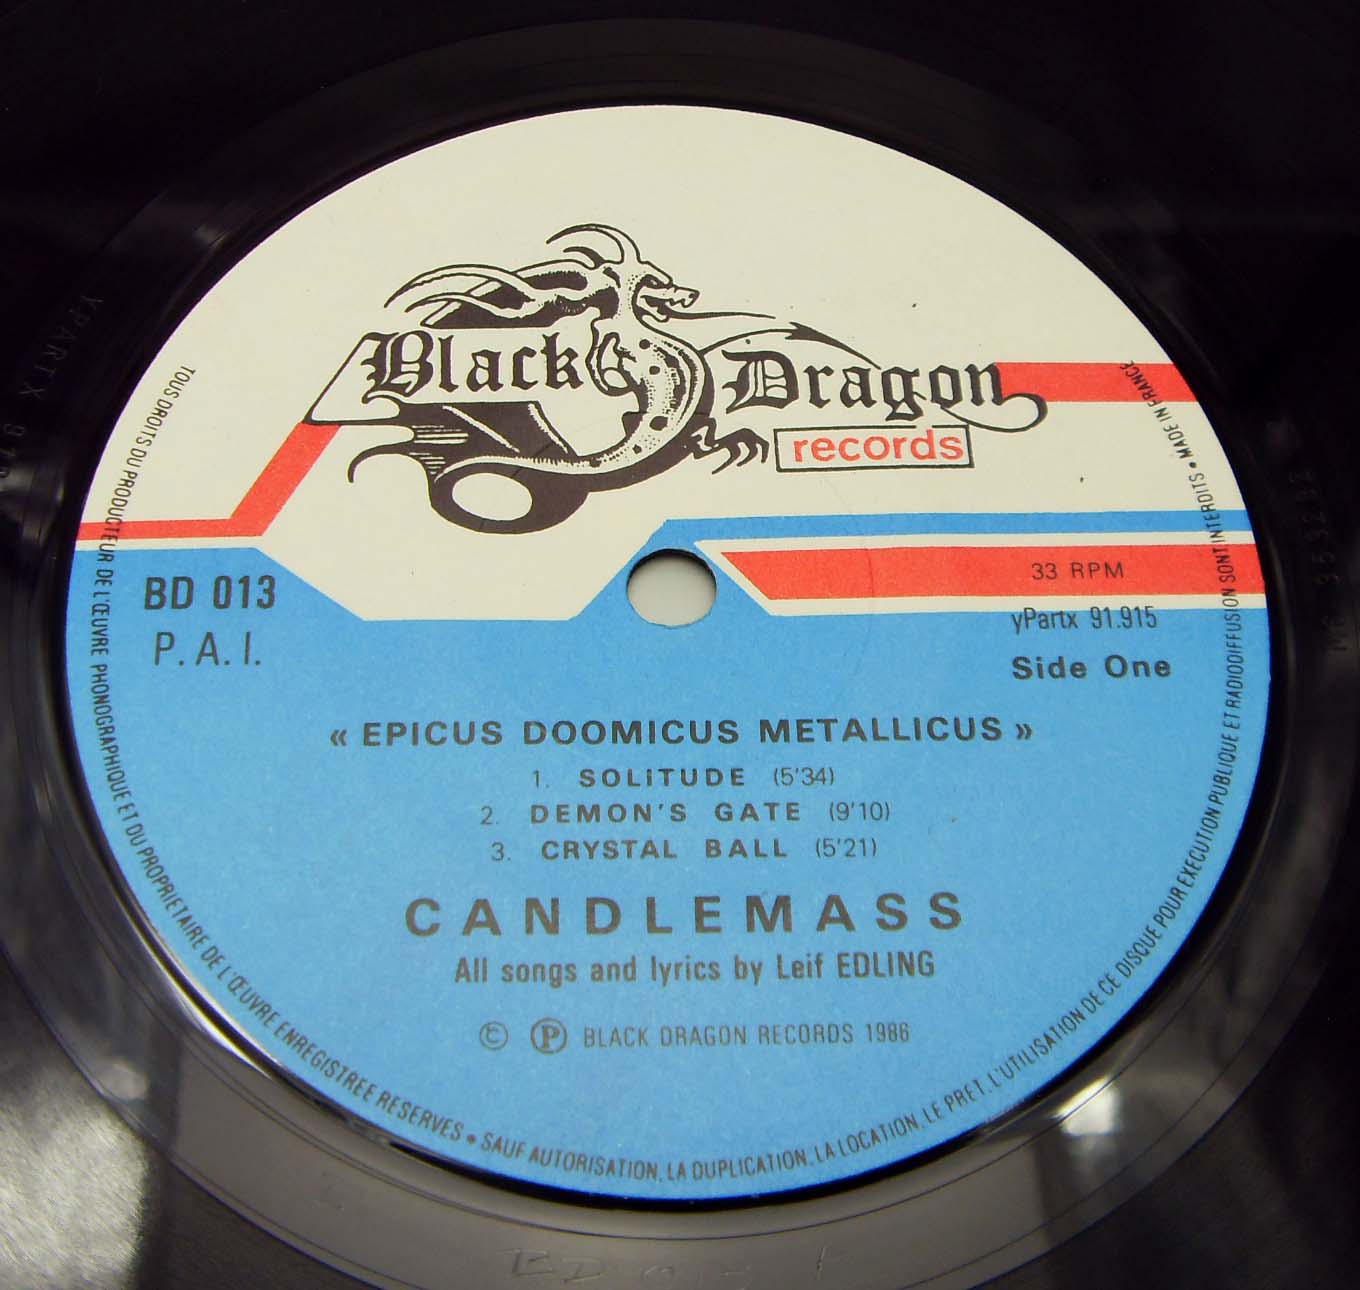 Black Dragon
records
33 RPM
BD 013
P.A.I.
yPartx 91.915
Side One
« EPICUS DOOMICUS METALLICUS »
1. SOLITUDE (5'34)
2. DEMON'S GATE (9'10)
3. CRYSTAL BALL (5'21)
CANDLEMASS
All songs and lyrics by Leif EDLING
© ℗ BLACK DRAGON RECORDS 1986
TOUS DROITS DU PRODUCTEUR DE L'ŒUVRE PHONOGRAPHIQUE ET DU PROPRIETAIRE DE L'ŒUVRE ENREGISTREE RESERVES • SAUF AUTORISATION, LA DUPLICATION, LA LOCATION, LE PRET, L'UTILISATION DE CE DISQUE POUR EXECUTION PUBLIQUE ET RADIODIFFUSION SONT INTERDITS • MADE IN FRANCE
YPARTX